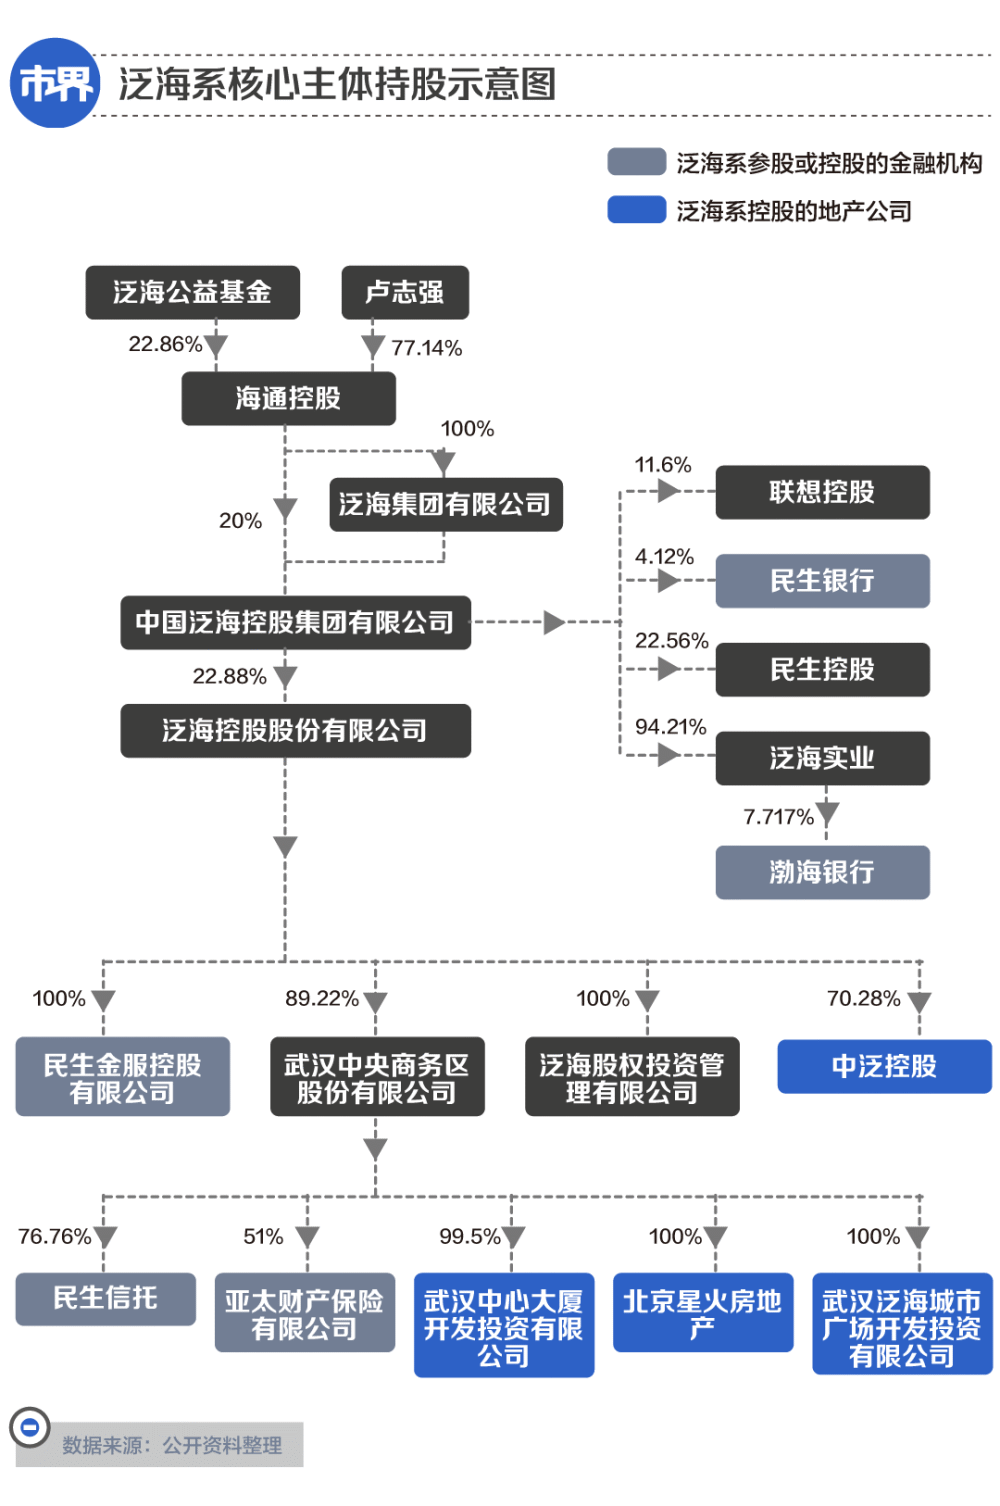 市界
泛海系核心主体持股示意图
泛海系参股或控股的金融机构
泛海系控股的地产公司
泛海公益基金
卢志强
22.86%
77.14%
海通控股
100%
20%
泛海集团有限公司
中国泛海控股集团有限公司
22.88%
泛海控股股份有限公司
11.6%
联想控股
4.12%
民生银行
22.56%
民生控股
94.21%
泛海实业
7.717%
渤海银行
100%
89.22%
100%
70.28%
民生金服控股
有限公司
武汉中央商务区
股份有限公司
泛海股权投资管
理有限公司
中泛控股
76.76%
51%
99.5%
100%
100%
民生信托
亚太财产保险
有限公司
武汉中心大厦
开发投资有限
公司
北京星火房地
产
武汉泛海城市
广场开发投资
有限公司
数据来源：公开资料整理